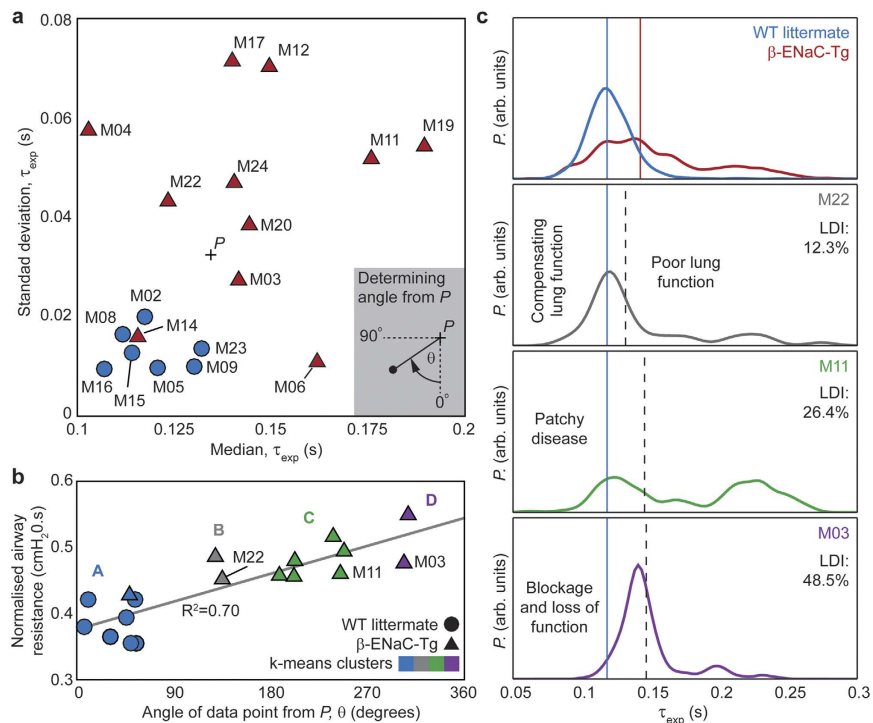 a
0.08
0.06
0.04
0.02
0
Standad deviation, τexp (s)
M17
M12
M04
M11
M19
M24
M22
M20
P
M03
M02
M08
M14
M23
M09
M16
M05
M15
M06
Determining
angle from P
90°
P
θ
0°
0.1
0.125
0.15
0.175
0.2
Median, τexp (s)
b
0.6
0.5
0.4
0.3
Normalised airway
resistance (cmH20.s)
A
B
C
D
M22
M11
M03
R²=0.70
WT littermate
β-ENaC-Tg
k-means clusters
0
90
180
270
360
Angle of data point from P, θ (degrees)
c
WT littermate
β-ENaC-Tg
P. (arb. units)
M22
LDI:
12.3%
Compensating
lung function
Poor lung
function
P. (arb. units)
M11
LDI:
26.4%
Patchy
disease
P. (arb. units)
M03
LDI:
48.5%
Blockage
and loss of
function
P. (arb. units)
0.05
0.1
0.15
0.2
0.25
0.3
τexp (s)